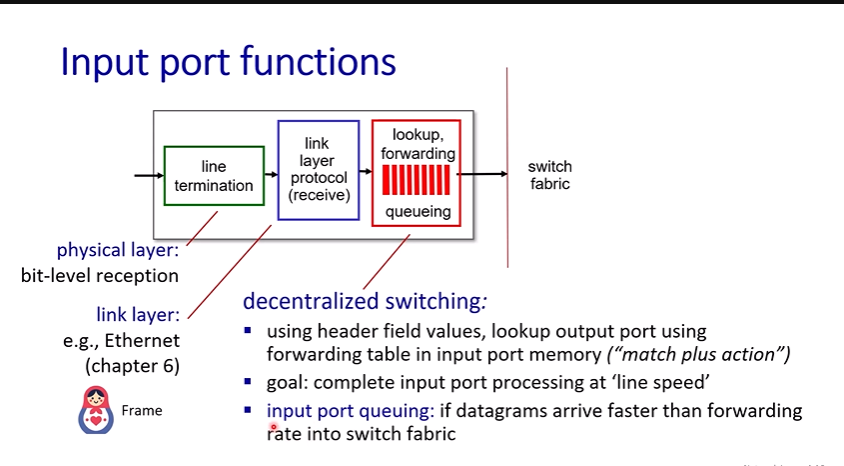 Input port functions
line
termination
link
layer
protocol
(receive)
lookup,
forwarding
queueing
switch
fabric
physical layer:
bit-level reception
link layer:
e.g., Ethernet
(chapter 6)
Frame
decentralized switching:
▪ using header field values, lookup output port using
forwarding table in input port memory (“match plus action”)
▪ goal: complete input port processing at ‘line speed’
▪ input port queuing: if datagrams arrive faster than forwarding
rate into switch fabric